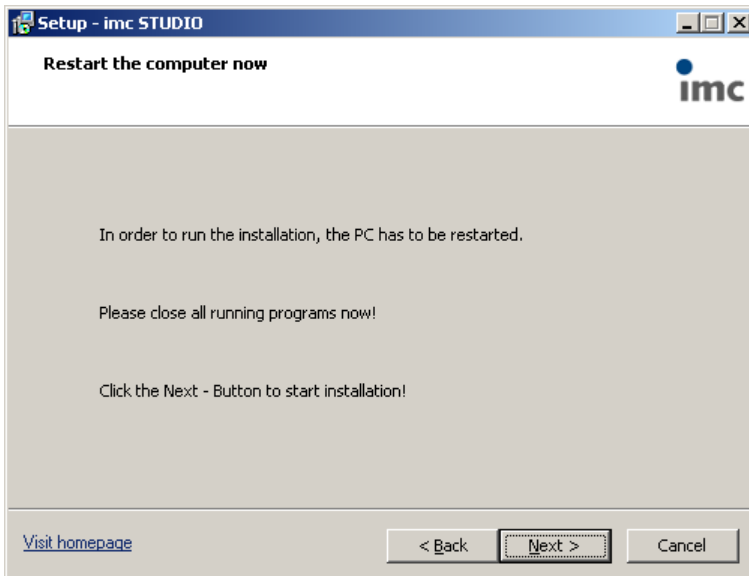 Setup - imc STUDIO
Restart the computer now
imc
In order to run the installation, the PC has to be restarted.
Please close all running programs now!
Click the Next - Button to start installation!
Visit homepage
< Back
Next >
Cancel